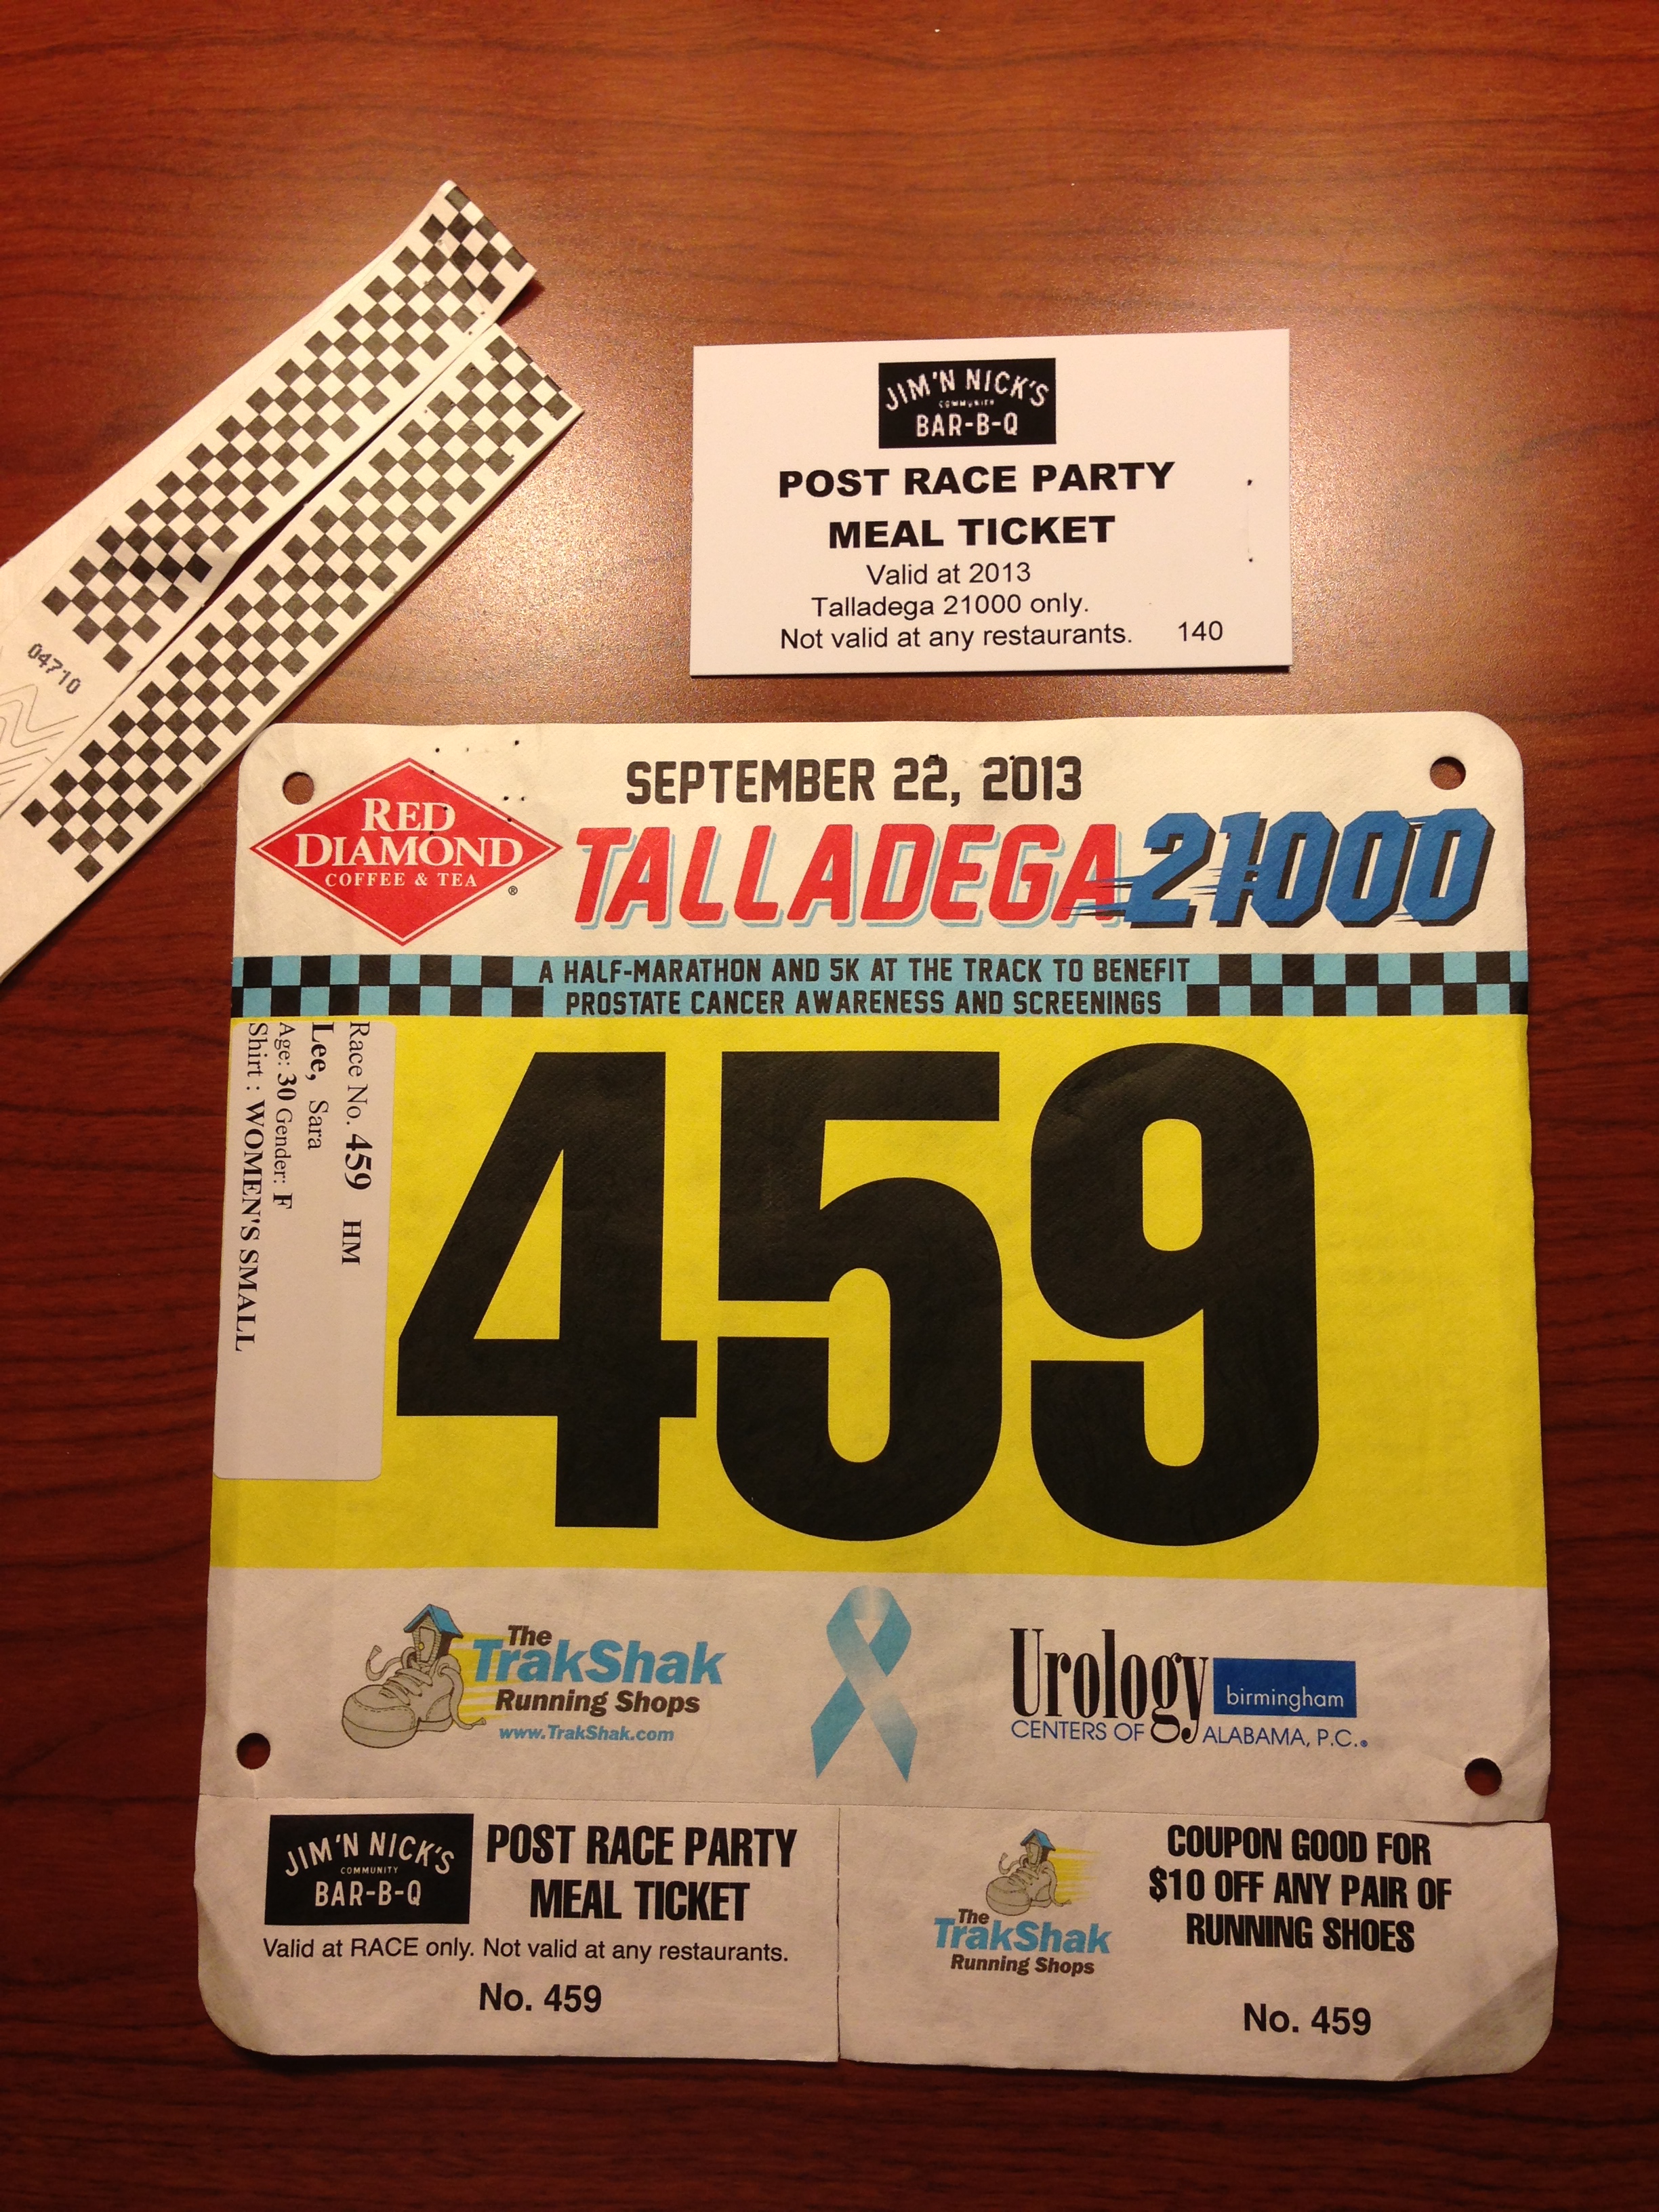 04710
JIM 'N NICK'S
COMMUNITY
BAR-B-Q
POST RACE PARTY
MEAL TICKET
Valid at 2013
Talladega 21000 only.
Not valid at any restaurants. 140
SEPTEMBER 22, 2013
RED
DIAMOND
COFFEE & TEA ®
TALLADEGA 21000
A HALF-MARATHON AND 5K AT THE TRACK TO BENEFIT
PROSTATE CANCER AWARENESS AND SCREENINGS
Race No. 459 HM
Lee, Sara
Age: 30 Gender: F
Shirt : WOMEN'S SMALL
459
The
TrakShak
Running Shops
www.TrakShak.com
Urology birmingham
CENTERS OF ALABAMA, P.C.®
JIM 'N NICK'S
COMMUNITY
BAR-B-Q
POST RACE PARTY
MEAL TICKET
Valid at RACE only. Not valid at any restaurants.
No. 459
The
TrakShak
Running Shops
COUPON GOOD FOR
$10 OFF ANY PAIR OF
RUNNING SHOES
No. 459